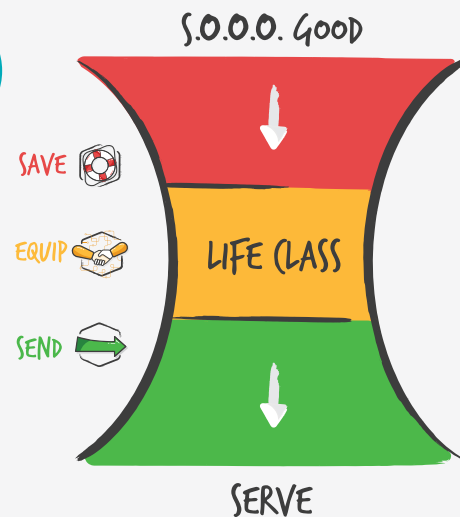 S.O.O.O. GOOD
SAVE
EQUIP
LIFE CLASS
SEND
SERVE